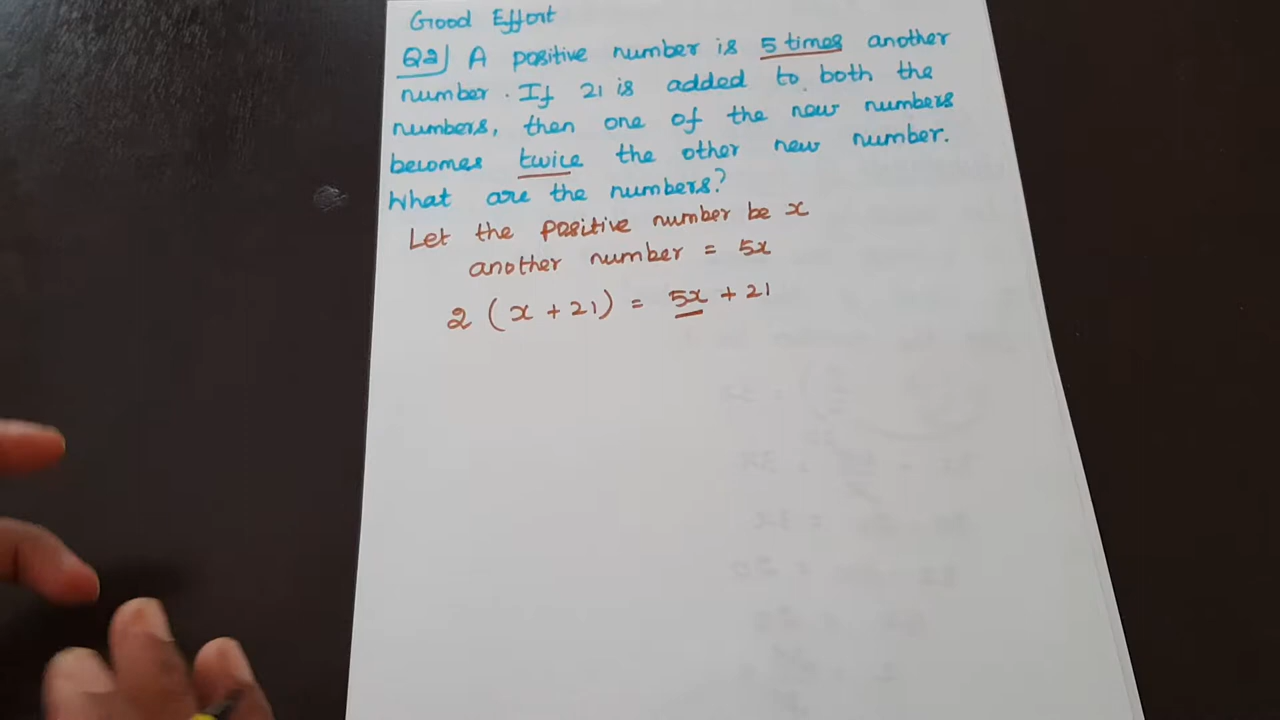 Good Effort
Q2) A positive number is 5 times another
number. If 21 is added to both the
numbers, then one of the new numbers
becomes twice the other new number.
What are the numbers?
Let the positive number be x
another number = 5x
2 (x + 21) = 5x + 21